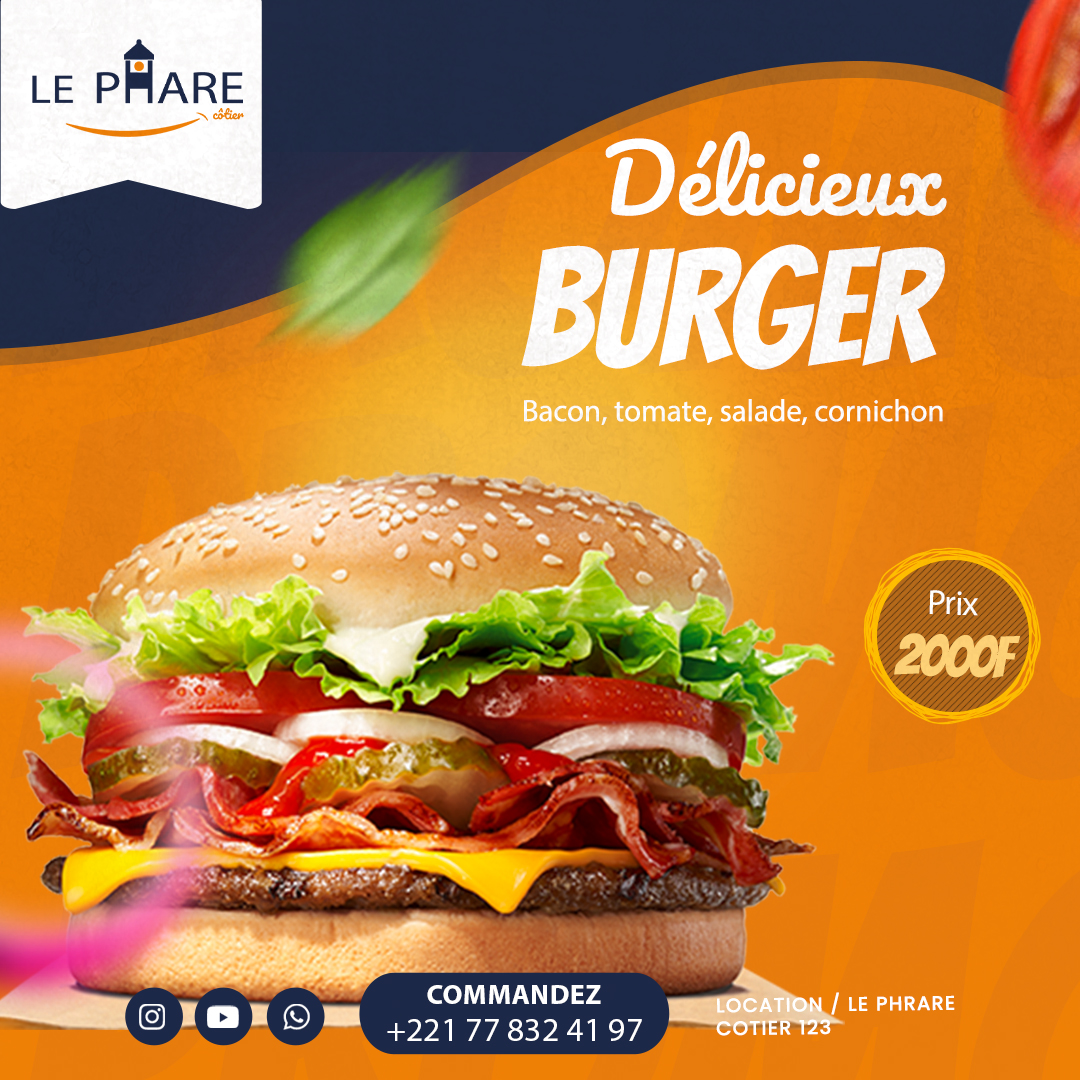 LE PHARE
côtier
Délicieux
BURGER
Bacon, tomate, salade, cornichon
Prix
2000F
COMMANDEZ
+221 77 832 41 97
LOCATION / LE PHRARE
COTIER 123